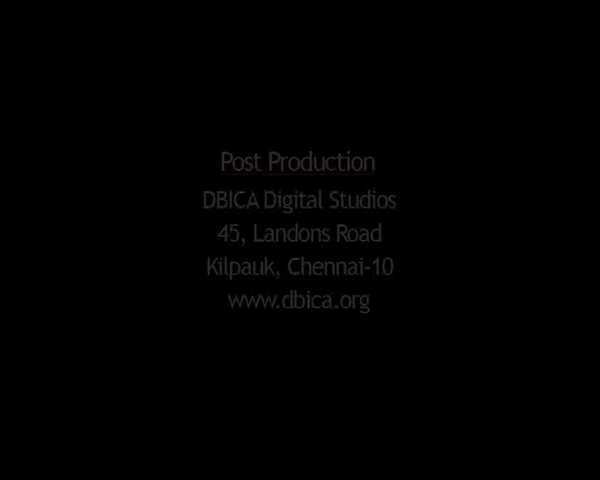 Post Production
DBICA Digital Studios
45, Landons Road
Kilpauk, Chennai-10
www.dbica.org